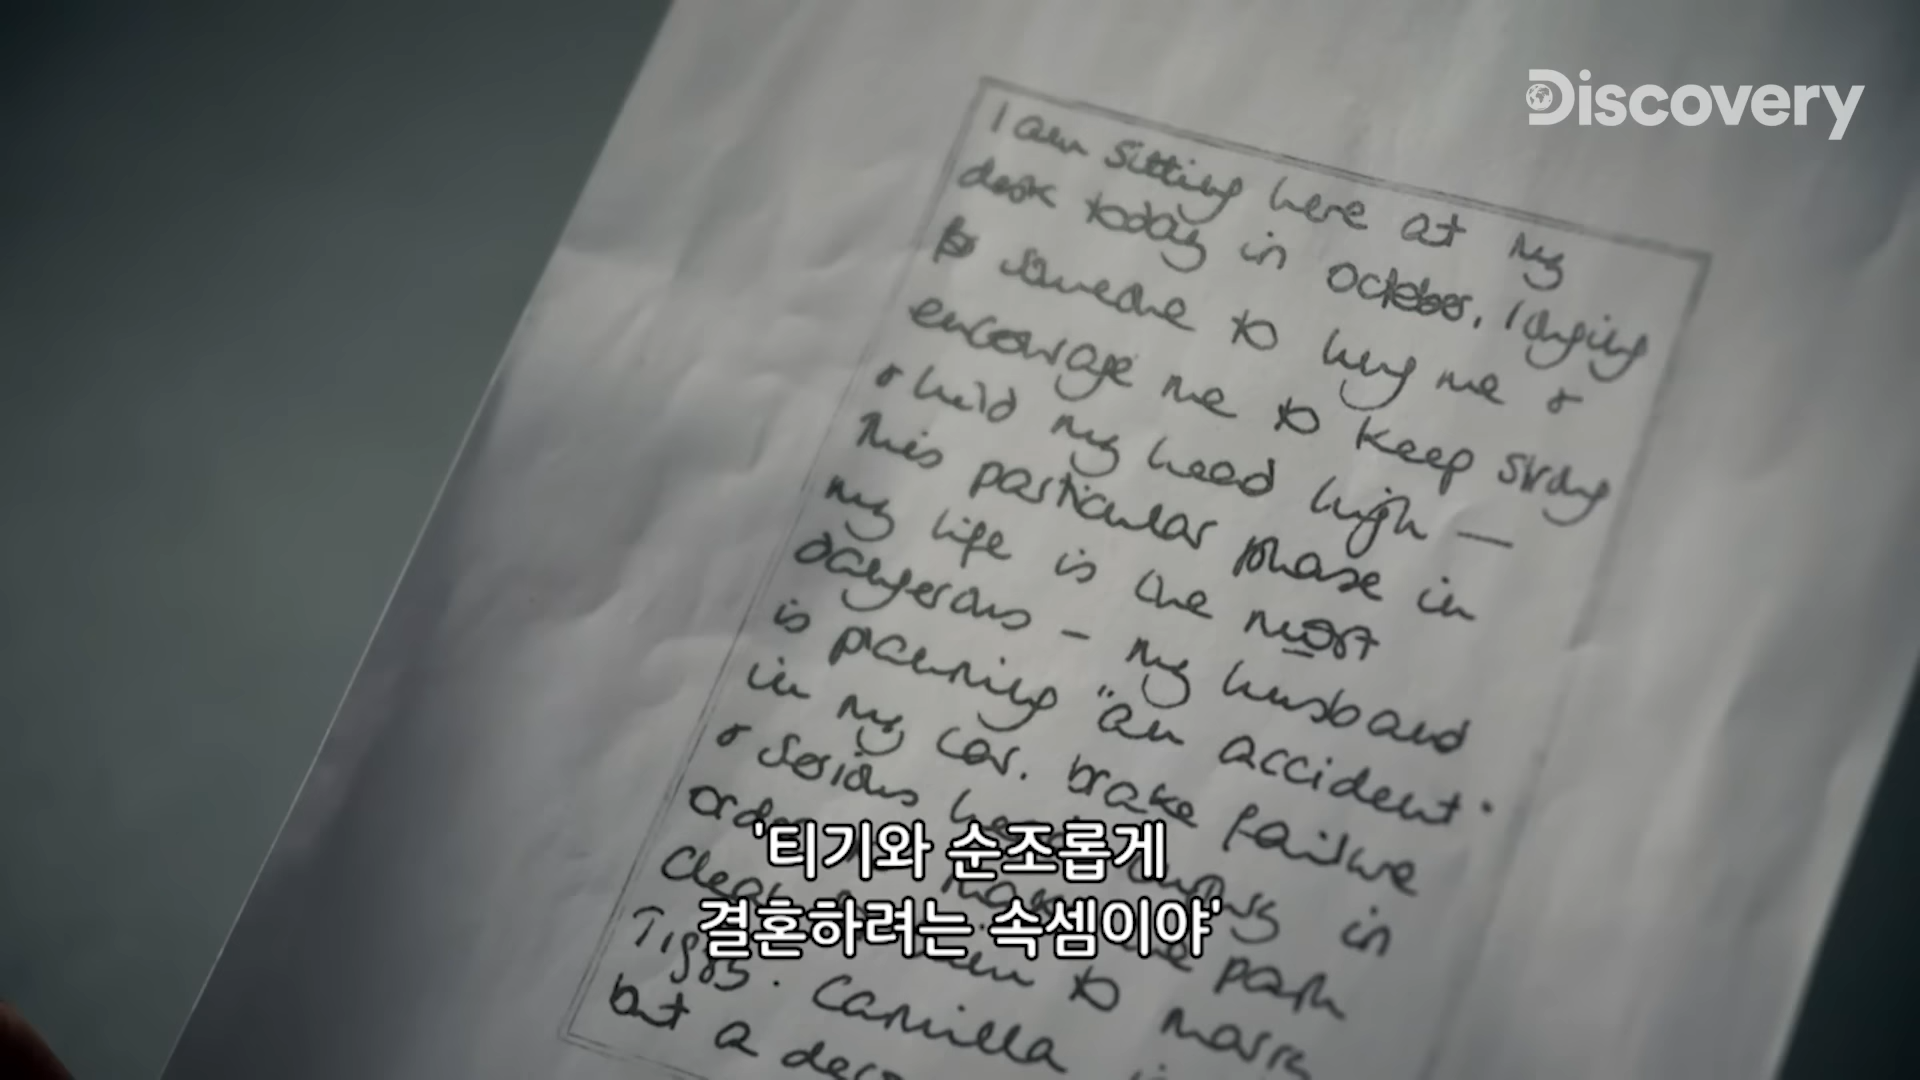 Discovery
I am sitting here at my
desk today in october, longing
to someone to hug me &
encourage me to keep strong
& hold my head high —
This particular phase in
my life is the most
dangerous - my husband
is planning "an accident"
in my car. brake failure
& serious head injury in
order to make the path
clear him to marry
Tiggy. Camilla
but a
'티기와 순조롭게
결혼하려는 속셈이야'